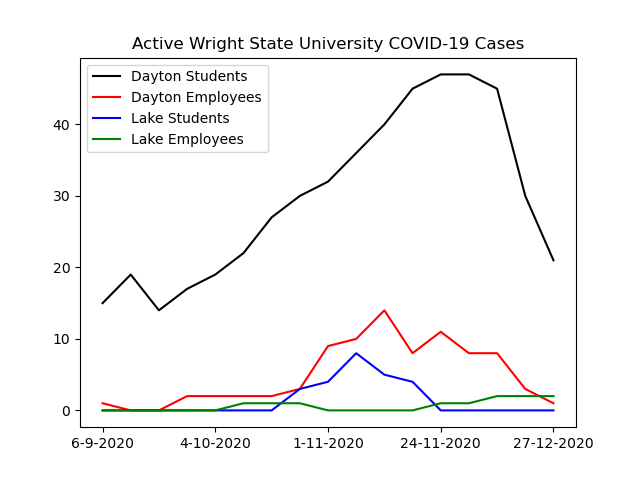 Active Wright State University COVID-19 Cases
Dayton Students
Dayton Employees
Lake Students
Lake Employees
40
30
20
10
0
6-9-2020 4-10-2020 1-11-2020 24-11-2020 27-12-2020